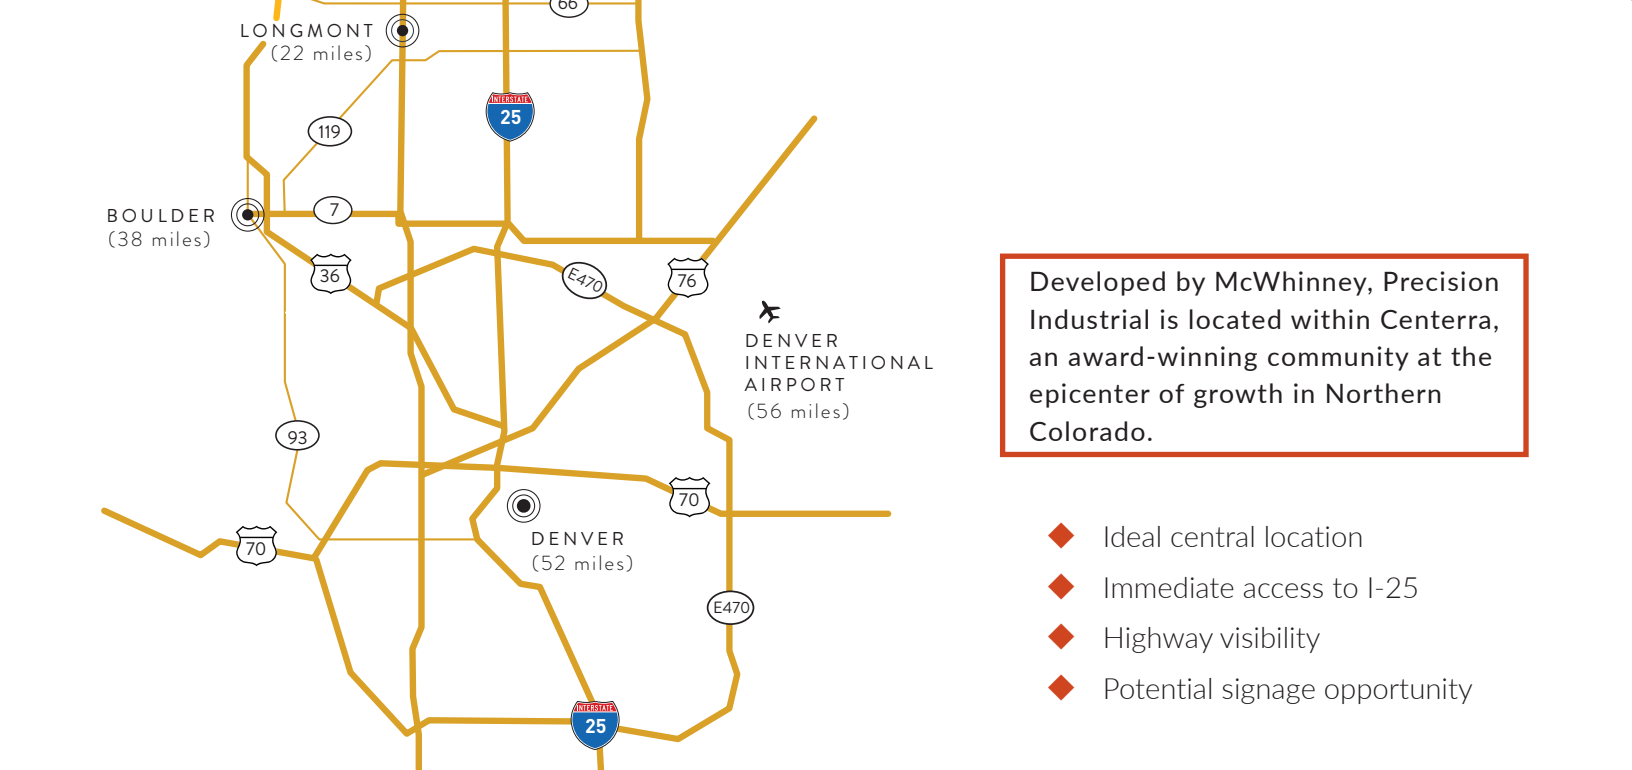 66
LONGMONT
(22 miles)
INTERSTATE
25
119
7
BOULDER
(38 miles)
36
E470
76
DENVER
INTERNATIONAL
AIRPORT
(56 miles)
93
70
70
DENVER
(52 miles)
E470
INTERSTATE
25
Developed by McWhinney, Precision
Industrial is located within Centerra,
an award-winning community at the
epicenter of growth in Northern
Colorado.
Ideal central location
Immediate access to I-25
Highway visibility
Potential signage opportunity